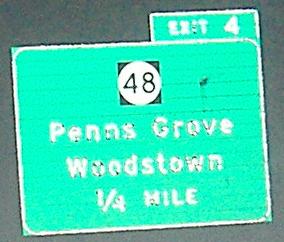 EXIT 4
48
Penns Grove
Woodstown
1/4 MILE